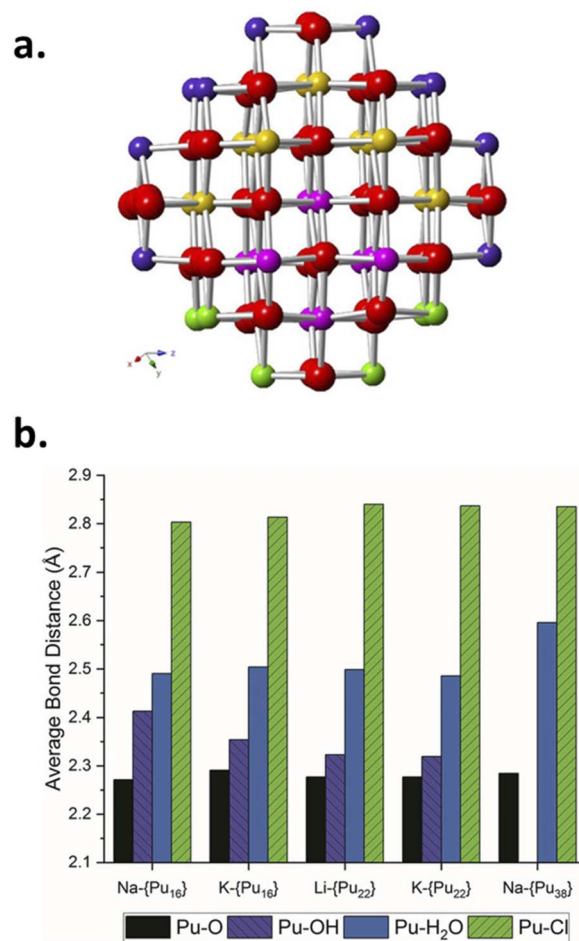 a.
x
y
z
b.
Average Bond Distance (Å)
2.9
2.8
2.7
2.6
2.5
2.4
2.3
2.2
2.1
Na-{Pu₁₆}
K-{Pu₁₆}
Li-{Pu₂₂}
K-{Pu₂₂}
Na-{Pu₃₈}
Pu-O
Pu-OH
Pu-H₂O
Pu-Cl